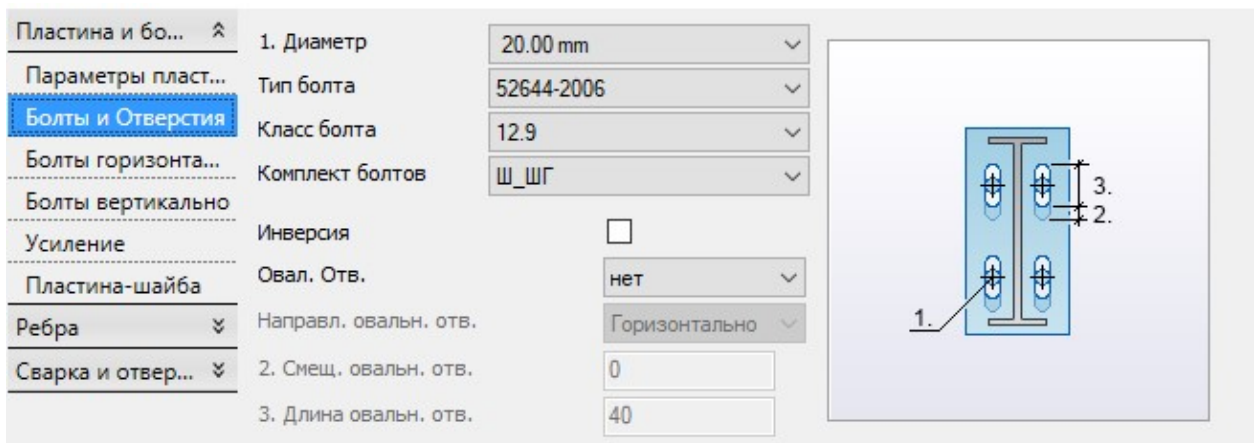 Пластина и бо...
Параметры пласт...
Болты и Отверстия
Болты горизонта...
Болты вертикально
Усиление
Пластина-шайба
Ребра
Сварка и отвер...
1. Диаметр 20.00 mm
Тип болта 52644-2006
Класс болта 12.9
Комплект болтов Ш_ШГ
Инверсия
Овал. Отв. нет
Направл. овальн. отв. Горизонтально
2. Смещ. овальн. отв. 0
3. Длина овальн. отв. 40
3.
2.
1.